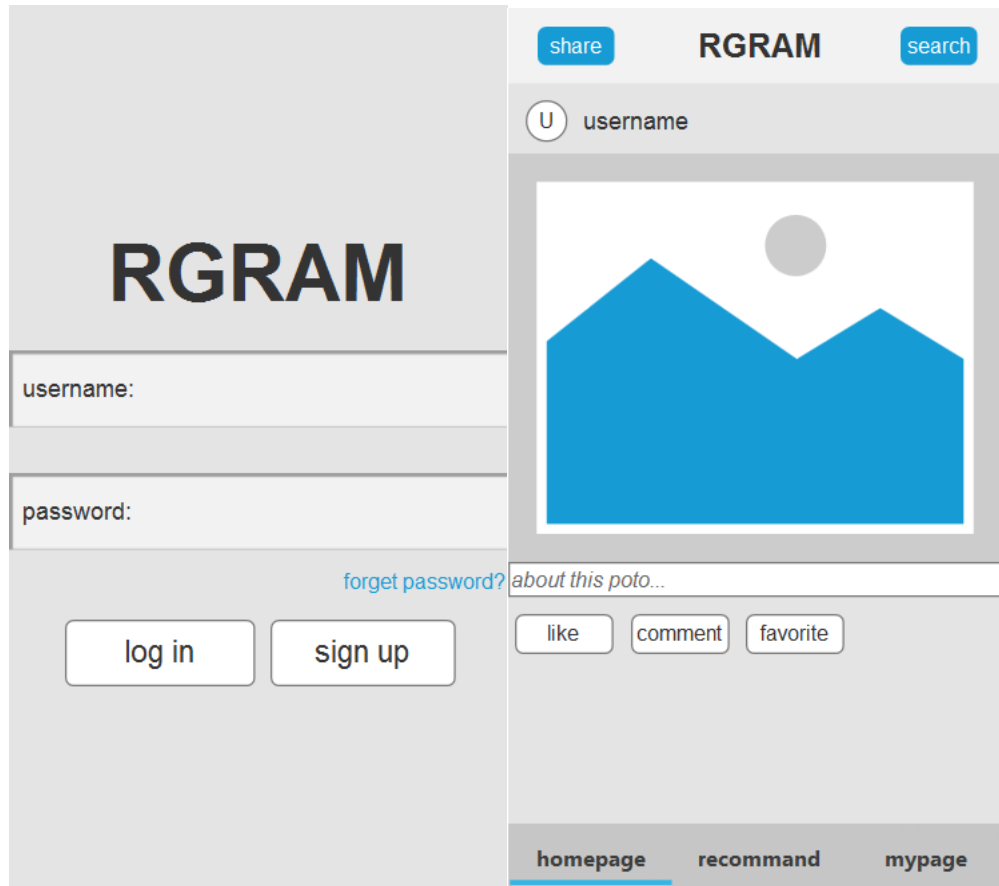 RGRAM
username:
password:
forget password?
log in sign up
share RGRAM search
U username
about this poto...
like comment favorite
homepage recommand mypage